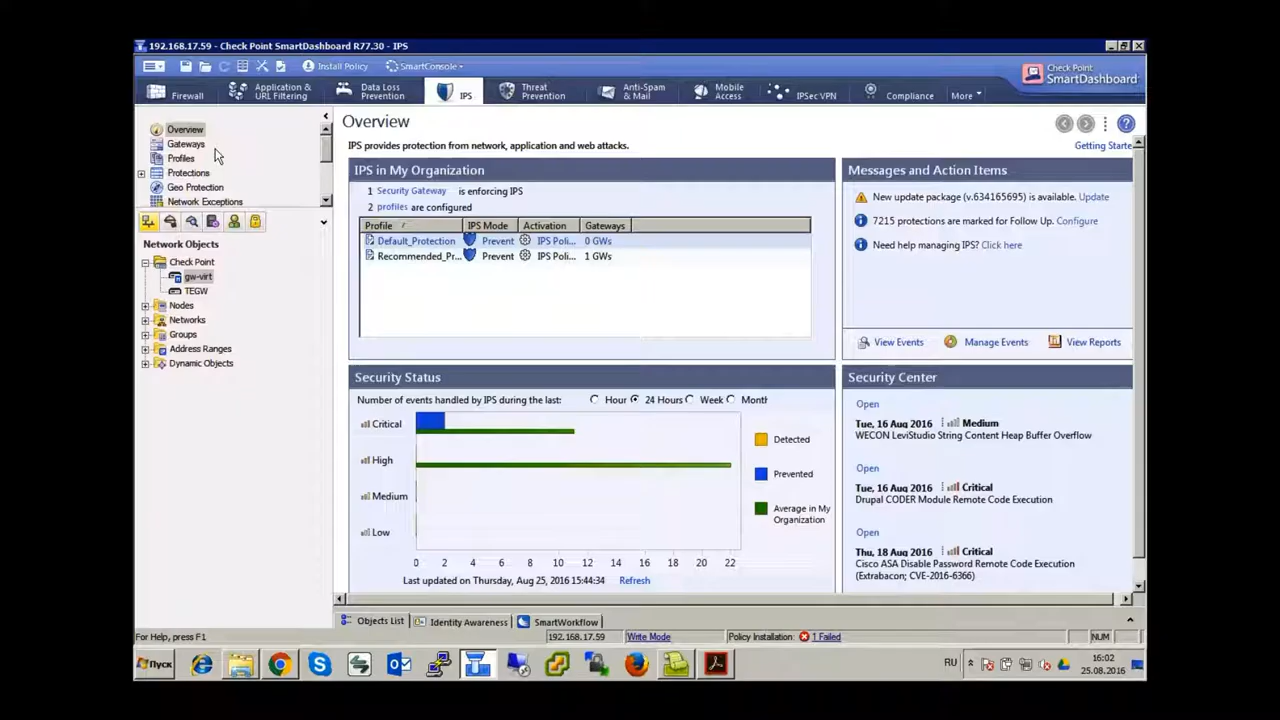 192.168.17.59 - Check Point SmartDashboard R77.30 - IPS
Install Policy
SmartConsole
Check Point
SmartDashboard
Firewall
Application &
URL Filtering
Data Loss
Prevention
IPS
Threat
Prevention
Anti-Spam
& Mail
Mobile
Access
IPSec VPN
Compliance
More
Overview
Gateways
Profiles
Protections
Geo Protection
Network Exceptions
Network Objects
Check Point
gw-virt
TEGW
Nodes
Networks
Groups
Address Ranges
Dynamic Objects
Overview
IPS provides protection from network, application and web attacks.
Getting Starte
IPS in My Organization
1 Security Gateway is enforcing IPS
2 profiles are configured
Profile / IPS Mode Activation Gateways
Default_Protection Prevent IPS Poli... 0 GWs
Recommended_Pr... Prevent IPS Poli... 1 GWs
Messages and Action Items
New update package (v.634165695) is available. Update
7215 protections are marked for Follow Up. Configure
Need help managing IPS? Click here
View Events Manage Events View Reports
Security Status
Number of events handled by IPS during the last: Hour 24 Hours Week Month
Critical
High
Medium
Low
0 2 4 6 8 10 12 14 16 18 20 22
Detected
Prevented
Average in My
Organization
Last updated on Thursday, Aug 25, 2016 15:44:34 Refresh
Security Center
Open
Tue, 16 Aug 2016 Medium
WECON LeviStudio String Content Heap Buffer Overflow
Open
Tue, 16 Aug 2016 Critical
Drupal CODER Module Remote Code Execution
Open
Thu, 18 Aug 2016 Critical
Cisco ASA Disable Password Remote Code Execution
(Extrabacon; CVE-2016-6366)
Objects List Identity Awareness SmartWorkflow
For Help, press F1 192.168.17.59 Write Mode Policy Installation: 1 Failed NUM
Пуск RU 16:02
25.08.2016